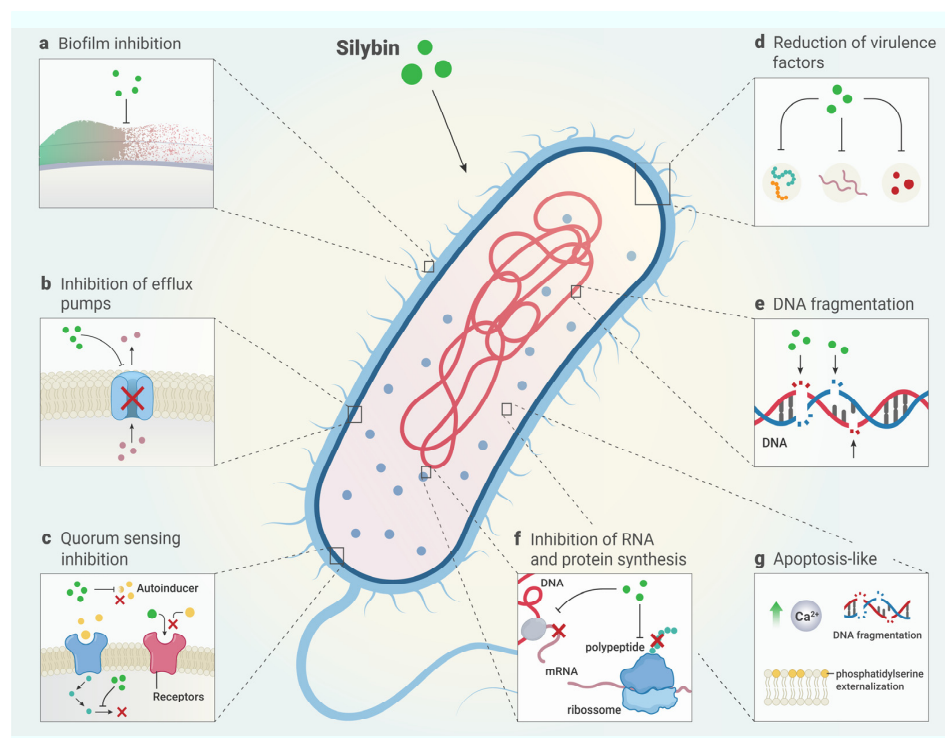 a Biofilm inhibition
Silybin
d Reduction of virulence
factors
b Inhibition of efflux
pumps
e DNA fragmentation
DNA
c Quorum sensing
inhibition
Autoinducer
Receptors
f Inhibition of RNA
and protein synthesis
DNA
polypeptide
mRNA
ribossome
g Apoptosis-like
Ca2+
DNA fragmentation
phosphatidylserine
externalization